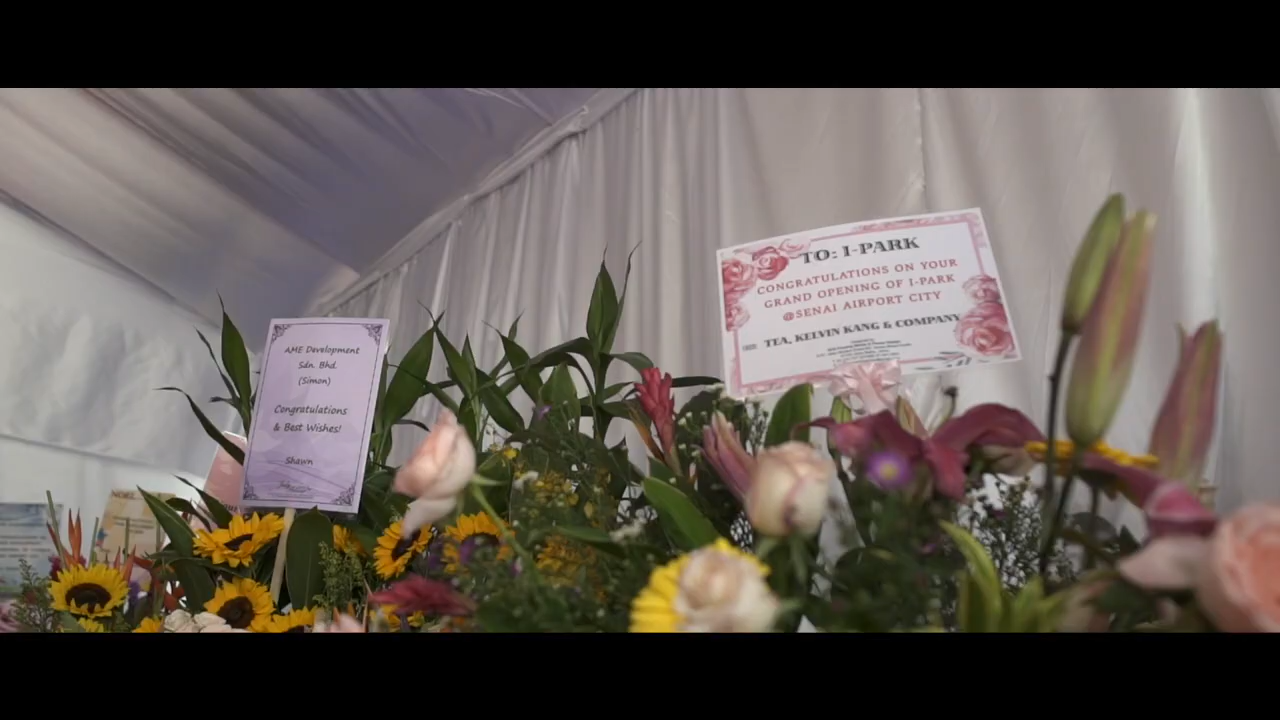 AME Development
Sdn. Bhd.
(Simon)
Congratulations
& Best Wishes!
Shawn
TO: I-PARK
CONGRATULATIONS ON YOUR
GRAND OPENING OF I-PARK
@SENAI AIRPORT CITY
TEA, KELVIN KANG & COMPANY